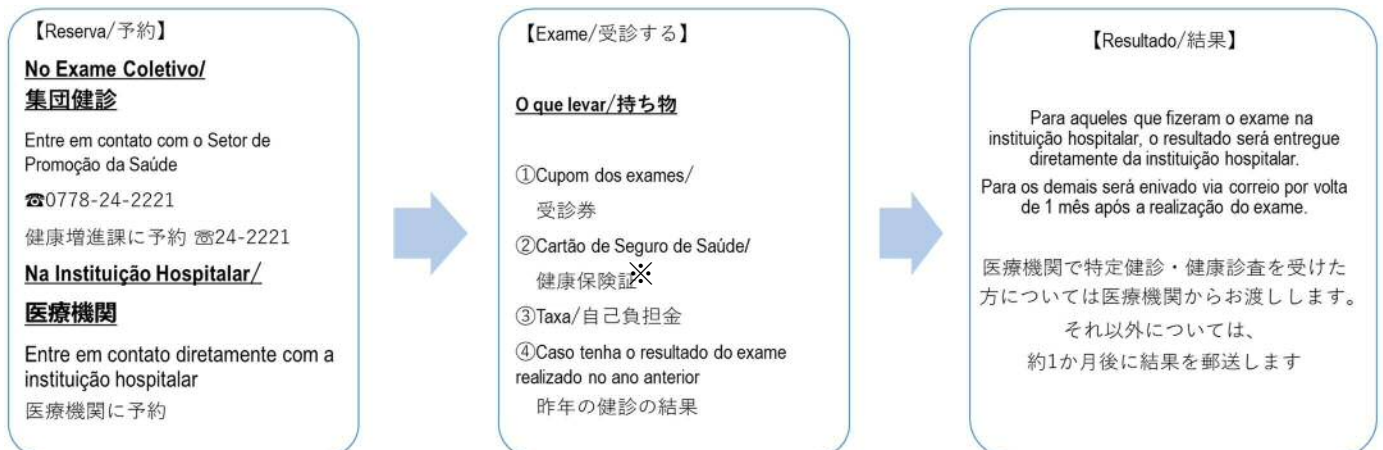 【Reserva/予約】
No Exame Coletivo/
集団健診
Entre em contato com o Setor de
Promoção da Saúde
☎0778-24-2221
健康増進課に予約 ☏24-2221
Na Instituição Hospitalar/
医療機関
Entre em contato diretamente com a
instituição hospitalar
医療機関に予約
【Exame/受診する】
O que levar/持ち物
①Cupom dos exames/
受診券
②Cartão de Seguro de Saúde/
健康保険証※
③Taxa/自己負担金
④Caso tenha o resultado do exame
realizado no ano anterior
昨年の健診の結果
【Resultado/結果】
Para aqueles que fizeram o exame na
instituição hospitalar, o resultado será entregue
diretamente da instituição hospitalar.
Para os demais será enivado via correio por volta
de 1 mês após a realização do exame.
医療機関で特定健診・健康診査を受けた
方については医療機関からお渡しします。
それ以外については、
約1か月後に結果を郵送します